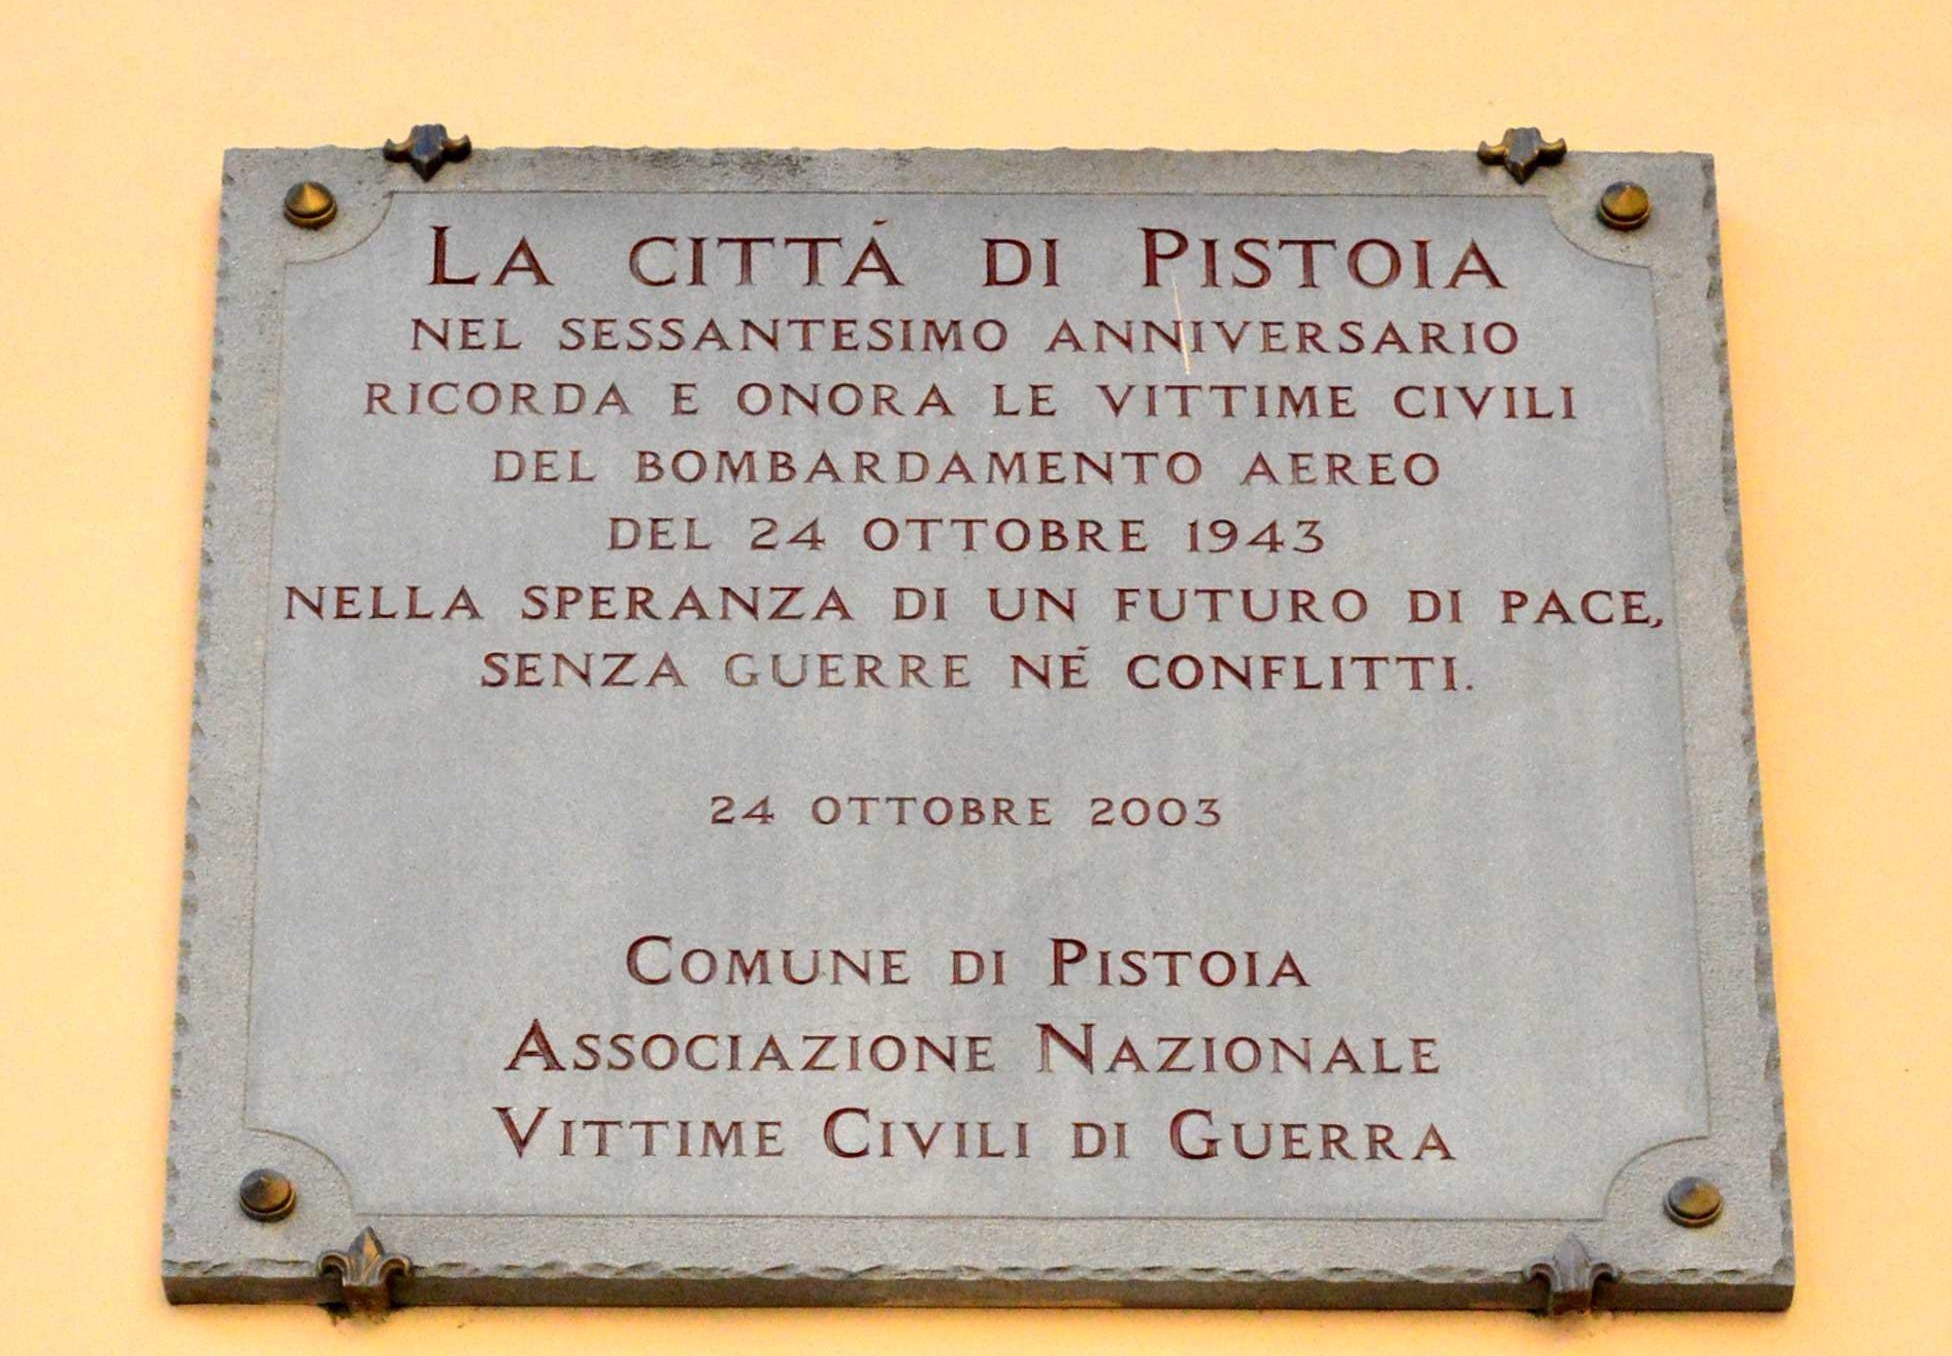 LA CITTÁ DI PISTOIA
NEL SESSANTESIMO ANNIVERSARIO
RICORDA E ONORA LE VITTIME CIVILI
DEL BOMBARDAMENTO AEREO
DEL 24 OTTOBRE 1943
NELLA SPERANZA DI UN FUTURO DI PACE,
SENZA GUERRE NÉ CONFLITTI.
24 OTTOBRE 2003
COMUNE DI PISTOIA
ASSOCIAZIONE NAZIONALE
VITTIME CIVILI DI GUERRA